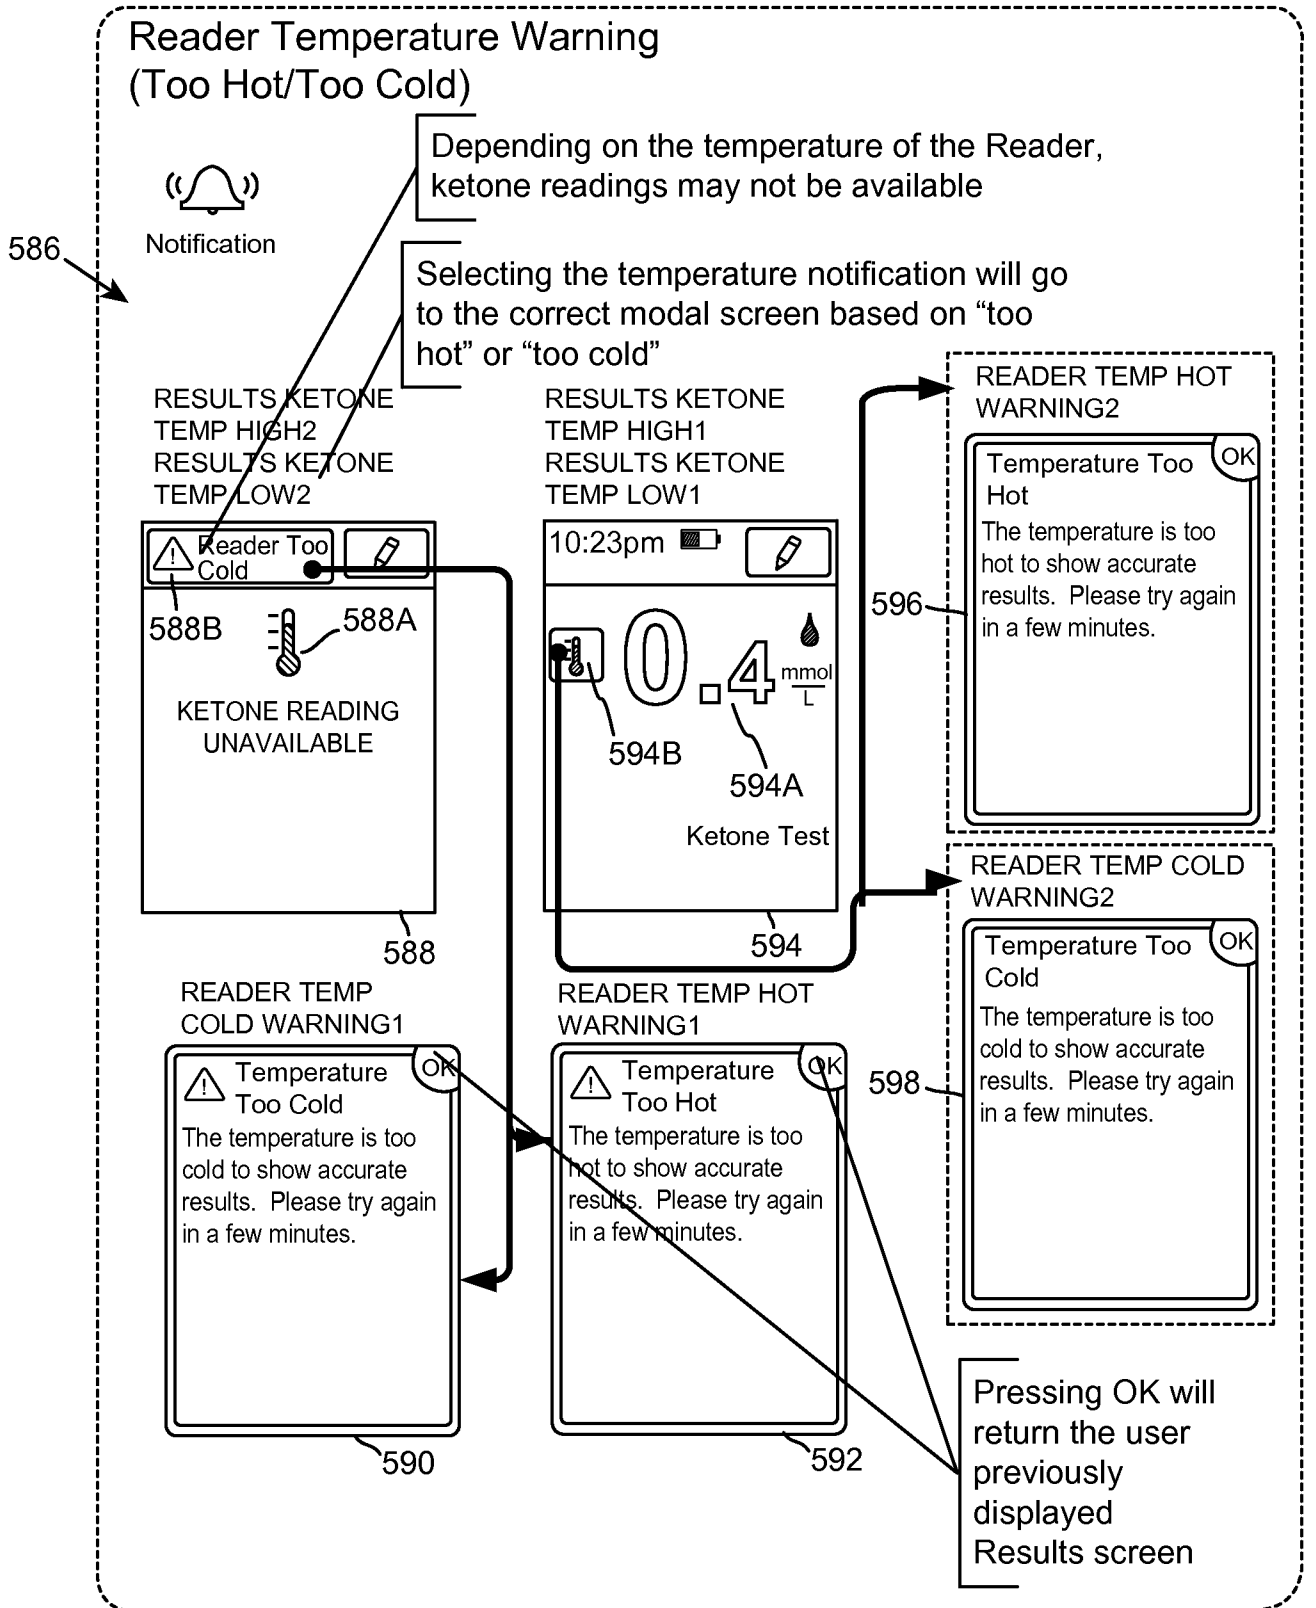 Reader Temperature Warning
(Too Hot/Too Cold)
Depending on the temperature of the Reader,
ketone readings may not be available
Notification
586
Selecting the temperature notification will go
to the correct modal screen based on “too
hot” or “too cold”
RESULTS KETONE
TEMP HIGH2
RESULTS KETONE
TEMP LOW2
Reader Too
Cold
588B
588A
KETONE READING
UNAVAILABLE
588
RESULTS KETONE
TEMP HIGH1
RESULTS KETONE
TEMP LOW1
10:23pm
0.4
mmol
L
594B
594A
Ketone Test
594
READER TEMP HOT
WARNING2
OK
Temperature Too
Hot
The temperature is too
hot to show accurate
results. Please try again
in a few minutes.
596
READER TEMP COLD
WARNING2
OK
Temperature Too
Cold
The temperature is too
cold to show accurate
results. Please try again
in a few minutes.
598
READER TEMP
COLD WARNING1
OK
Temperature
Too Cold
The temperature is too
cold to show accurate
results. Please try again
in a few minutes.
590
READER TEMP HOT
WARNING1
OK
Temperature
Too Hot
The temperature is too
hot to show accurate
results. Please try again
in a few minutes.
592
Pressing OK will
return the user
previously
displayed
Results screen